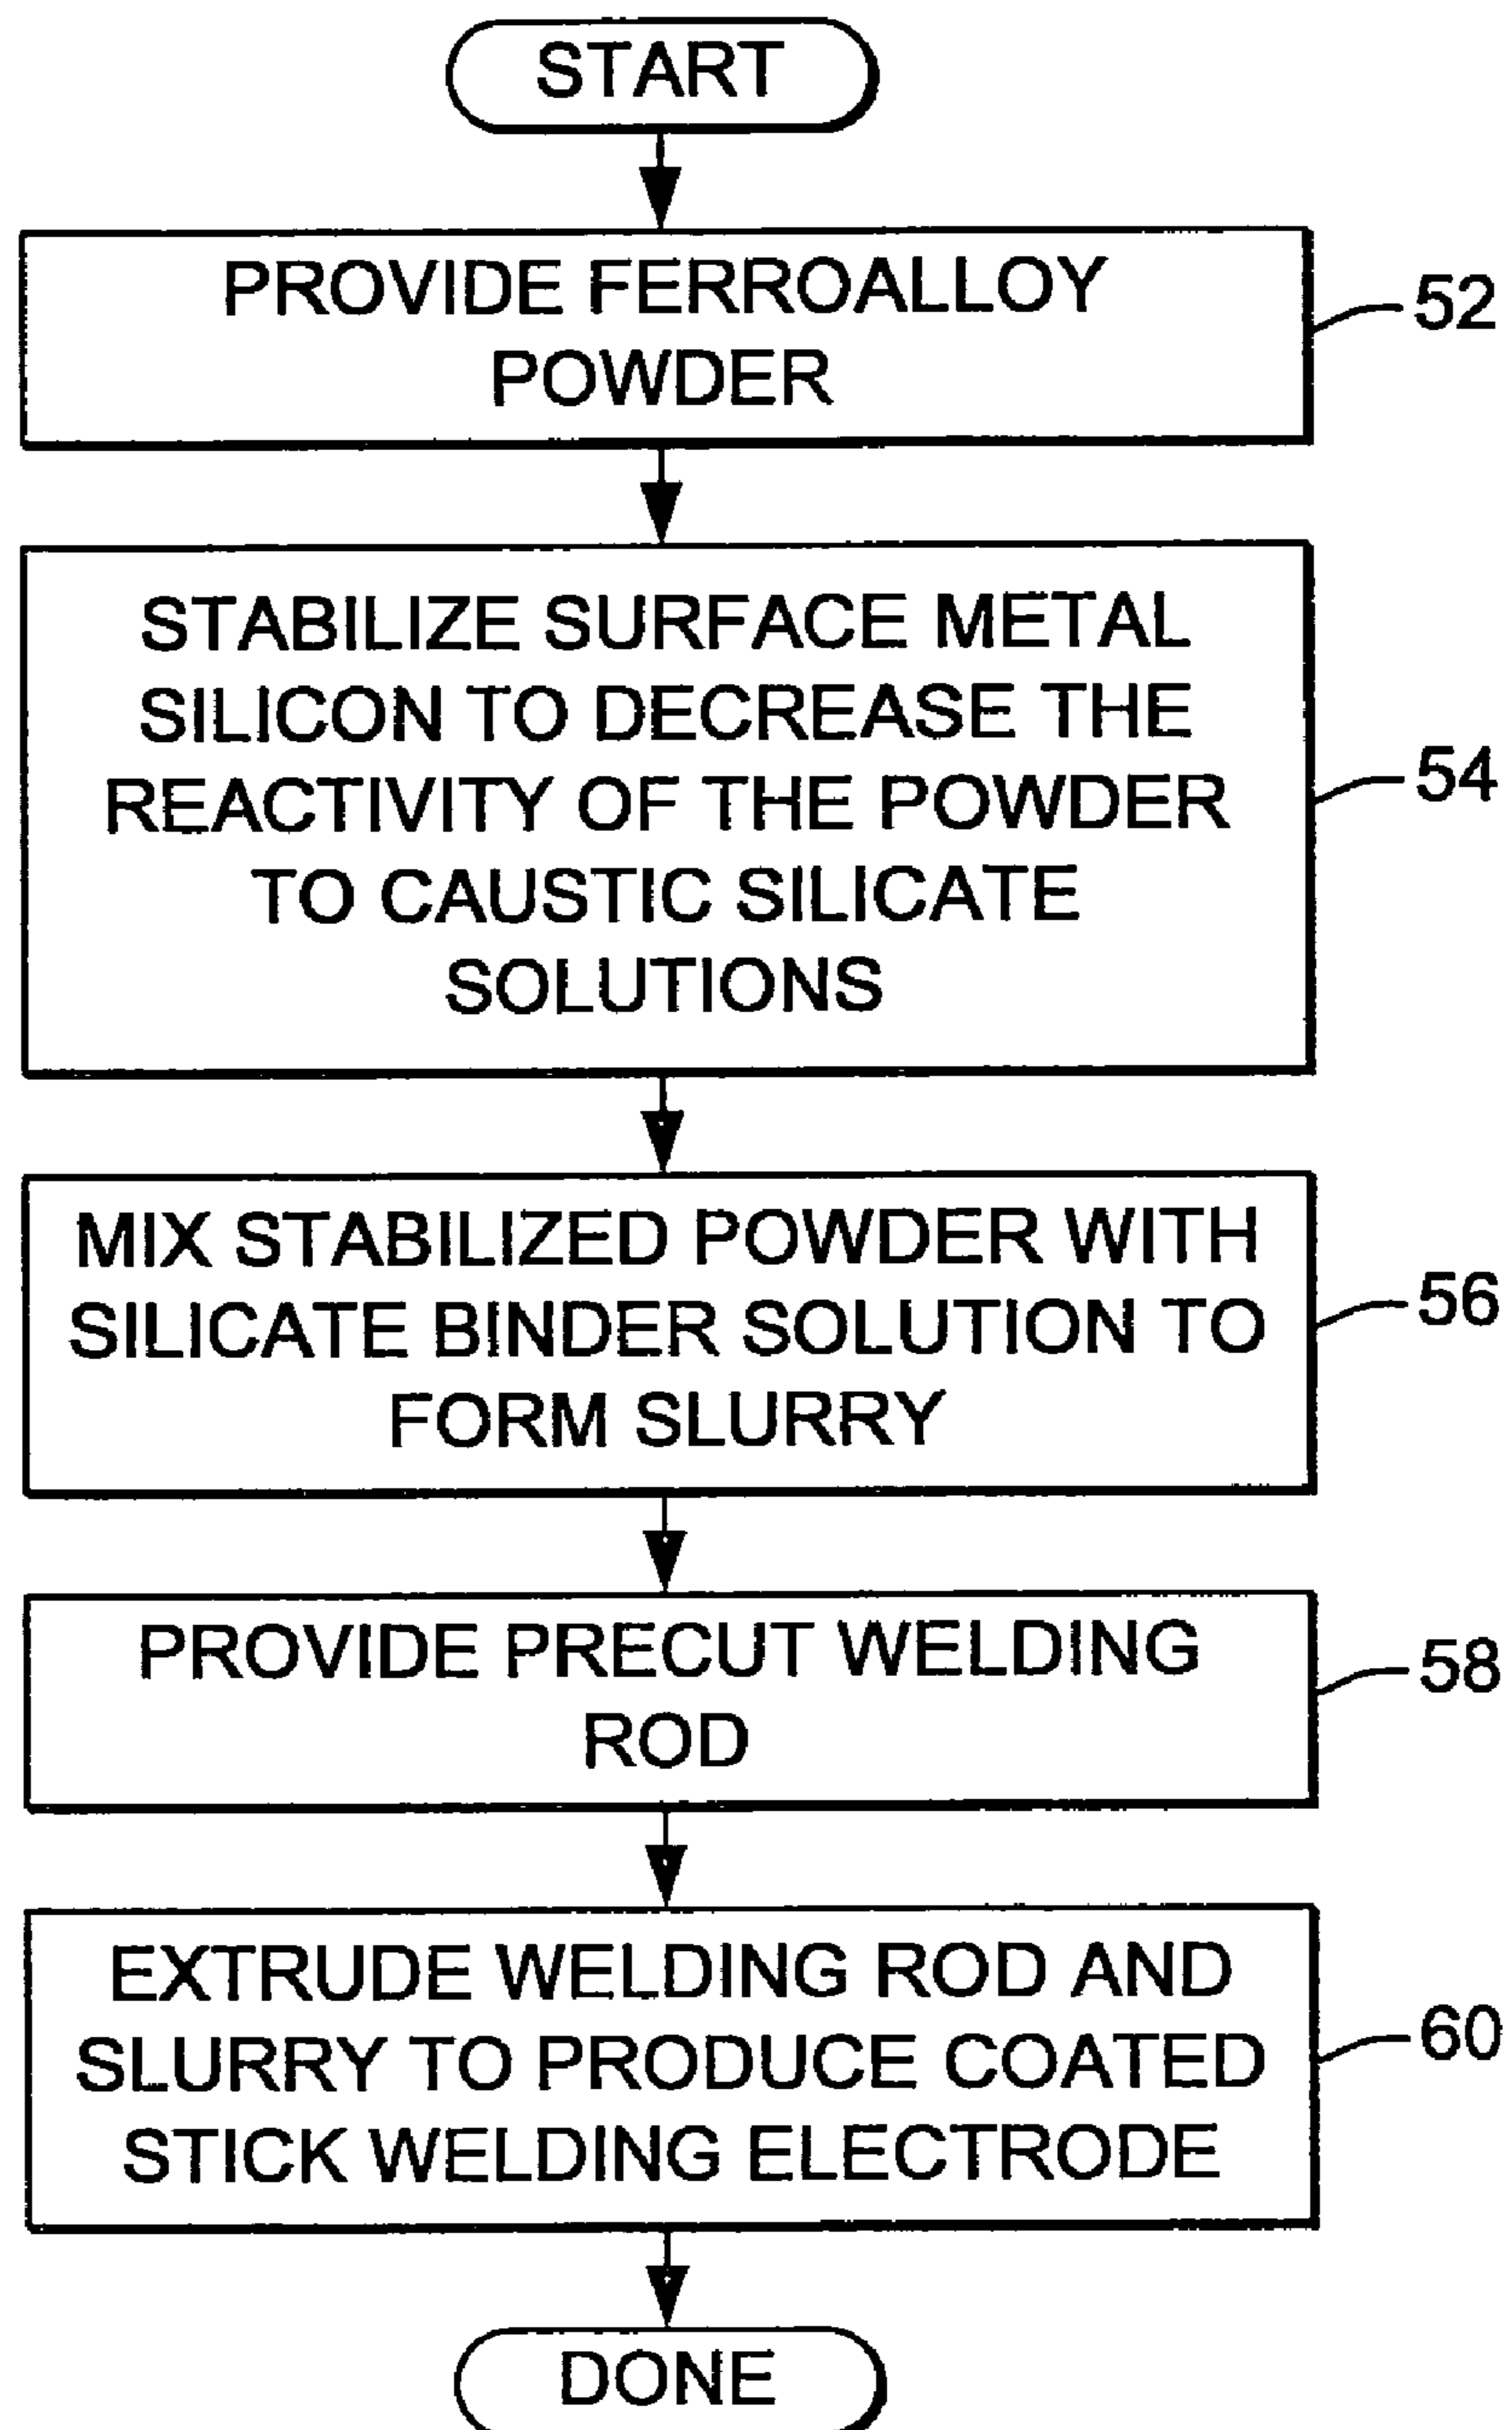 START
PROVIDE FERROALLOY
POWDER
52
STABILIZE SURFACE METAL
SILICON TO DECREASE THE
REACTIVITY OF THE POWDER
TO CAUSTIC SILICATE
SOLUTIONS
54
MIX STABILIZED POWDER WITH
SILICATE BINDER SOLUTION TO
FORM SLURRY
56
PROVIDE PRECUT WELDING
ROD
58
EXTRUDE WELDING ROD AND
SLURRY TO PRODUCE COATED
STICK WELDING ELECTRODE
60
DONE